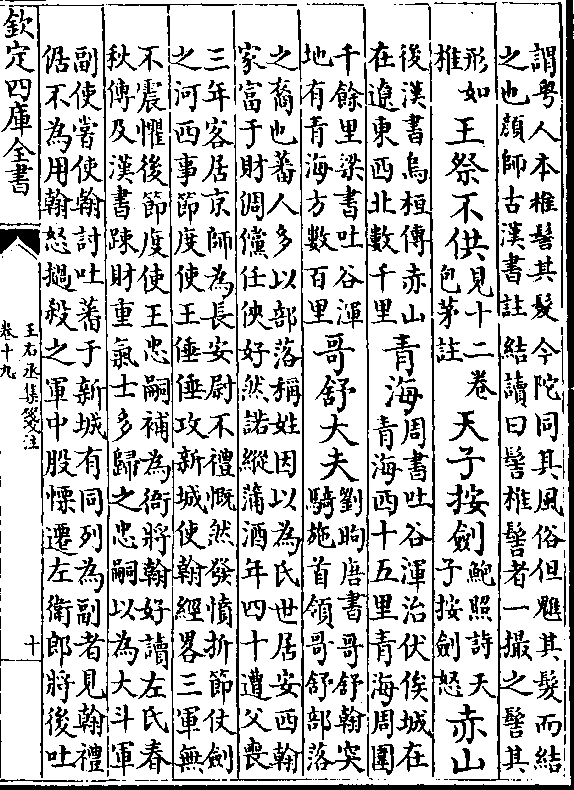 謂粤人本椎髻其髮今陀同其風俗但魋其髮而結
之也顔師古漢書註結讀曰髻椎髻者一撮之髻其
形如
椎
王祭不供
見十二卷
包茅註
天子按劍
鮑照詩天
子按劍怒
赤山
後漢書烏桓傳赤山
在遼東西北數千里
青海
周書吐谷渾治伏俟城在
青海西十五里青海周圍
千餘里梁書吐谷渾
地有青海方數百里
哥舒大夫
劉昫唐書哥舒翰突
騎施首領哥舒部落
之裔也蕃人多以部落稱姓因以為氏世居安西翰
家富于財倜儻任俠好然諾縱蒲酒年四十遭父喪
三年客居京師為長安尉不禮慨然發憤折節仗劍
之河西事節度使王倕倕攻新城使翰經畧三軍無
不震懼後節度使王忠嗣補為衙將翰好讀左氏春
秋傳及漢書踈財重氣士多歸之忠嗣以為大斗軍
副使嘗使翰討吐蕃于新城有同列為副者見翰禮
倨不為用翰怒撾殺之軍中股慄遷左衛郎將後吐
欽定四庫全書
王右丞集箋注
卷十九
十